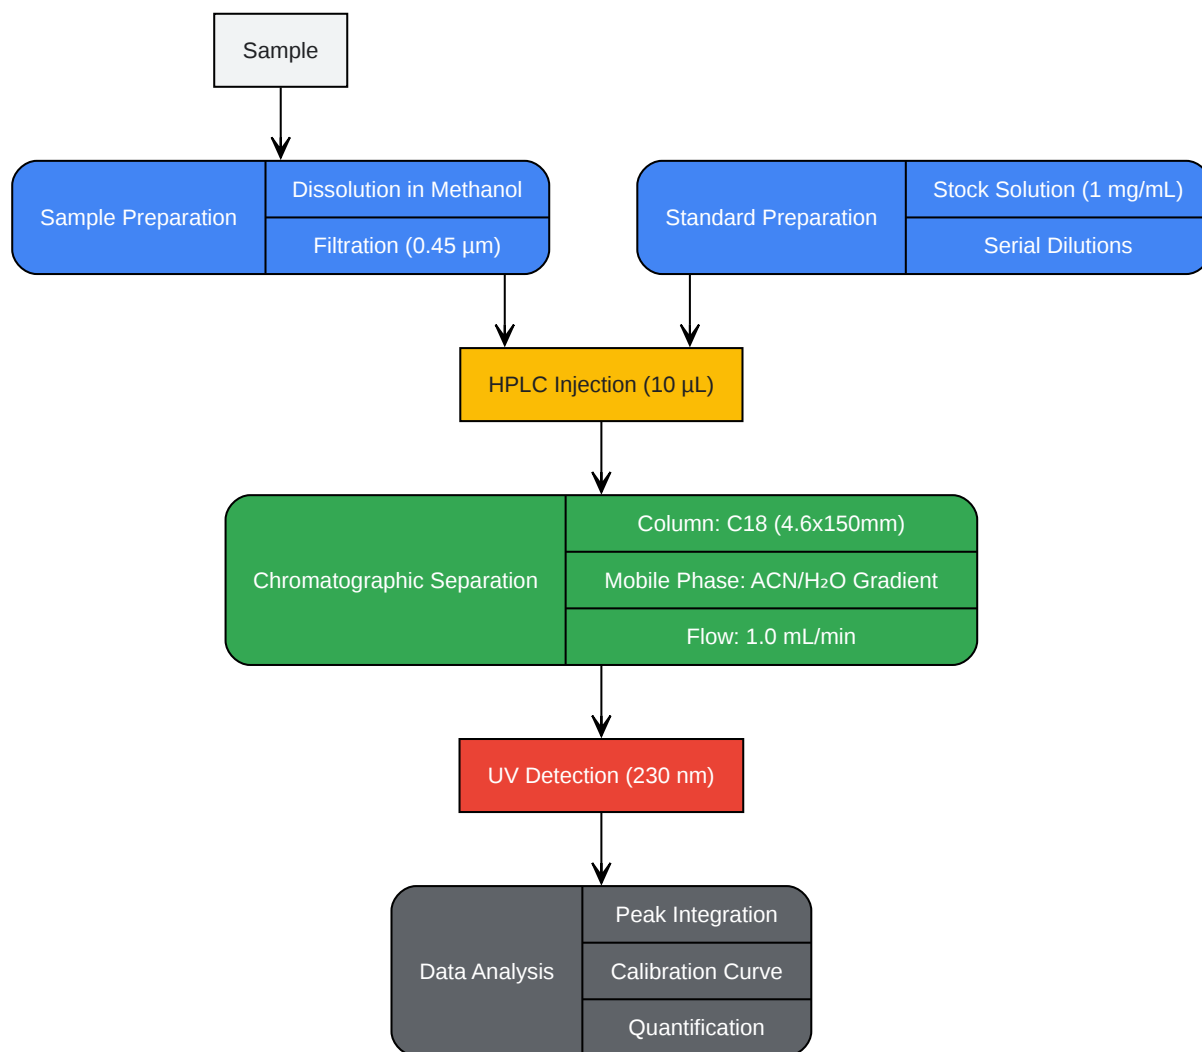 Sample
Sample Preparation
Dissolution in Methanol
Filtration (0.45 µm)
Standard Preparation
Stock Solution (1 mg/mL)
Serial Dilutions
HPLC Injection (10 µL)
Chromatographic Separation
Column: C18 (4.6x150mm)
Mobile Phase: ACN/H₂O Gradient
Flow: 1.0 mL/min
UV Detection (230 nm)
Data Analysis
Peak Integration
Calibration Curve
Quantification